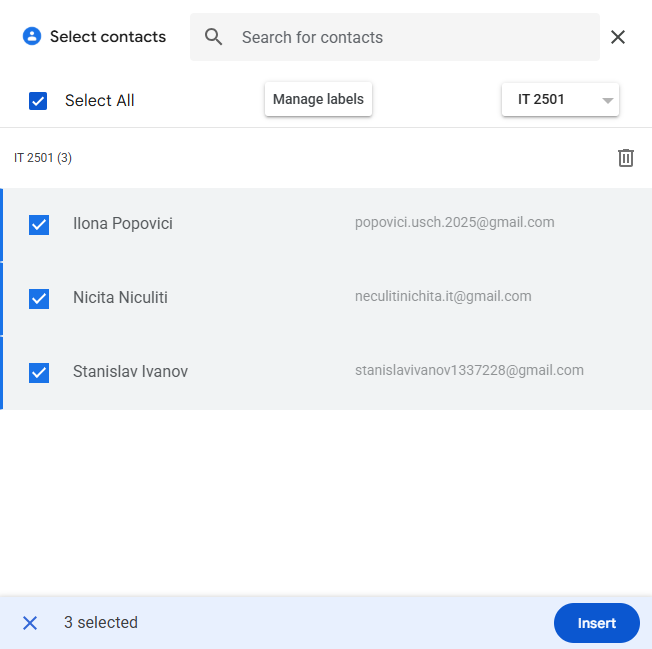 Select contacts
Search for contacts
Select All
Manage labels
IT 2501
IT 2501 (3)
Ilona Popovici popovici.usch.2025@gmail.com
Nicita Niculiti neculitinichita.it@gmail.com
Stanislav Ivanov stanislavivanov1337228@gmail.com
3 selected
Insert